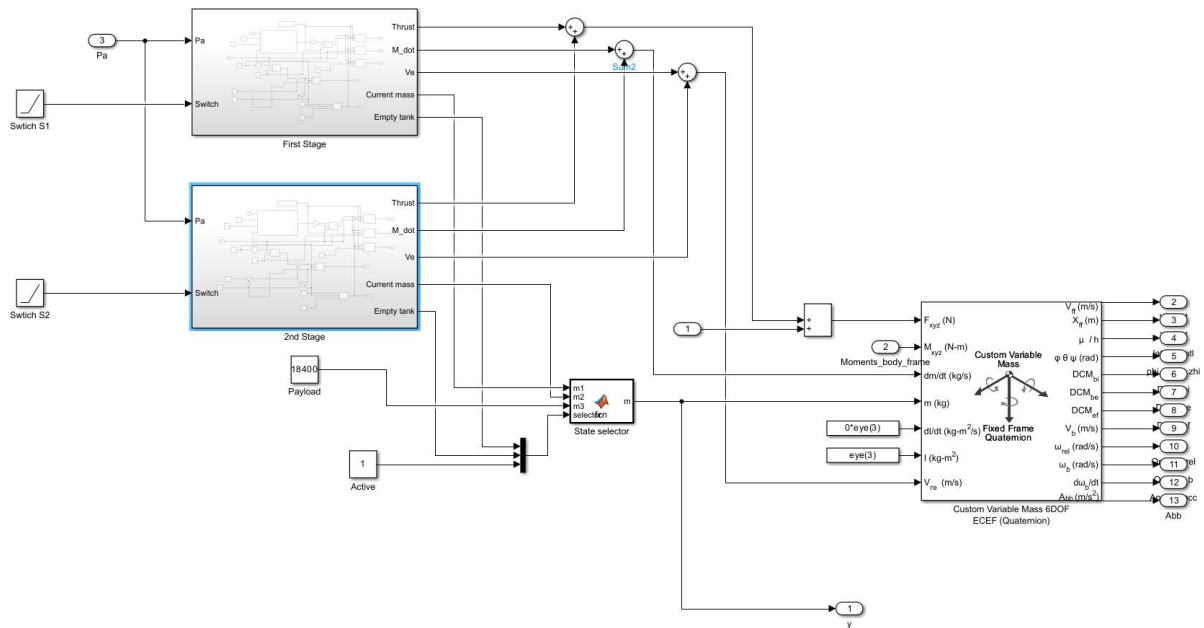 3
Pa
Swtich S1
Pa
Switch
Thrust
M_dot
Ve
Current mass
Empty tank
First Stage
+
+
+
+
Sum2
+
+
Swtich S2
Pa
Switch
Thrust
M_dot
Ve
Current mass
Empty tank
2nd Stage
18400
Payload
1
Active
m1
m2
m3
selector
fcn
m
State selector
1
+
+
2
Moments_body_frame
0*eye(3)
eye(3)
F_xyz (N)
M_xyz (N-m)
dm/dt (kg/s)
m (kg)
dI/dt (kg-m²/s)
I (kg-m²)
V_re (m/s)
Custom Variable
Mass
Fixed Frame
Quaternion
V_ff (m/s)
X_ff (m)
μ l h
φ θ ψ (rad)
DCM_bi
DCM_be
DCM_ef
V_b (m/s)
ω_rel (rad/s)
ω_b (rad/s)
dω_b/dt
A_bb (m/s²)
Custom Variable Mass 6DOF
ECEF (Quaternion)
2
3
4
5
6
7
8
9
10
11
12
13
Abb
1
y